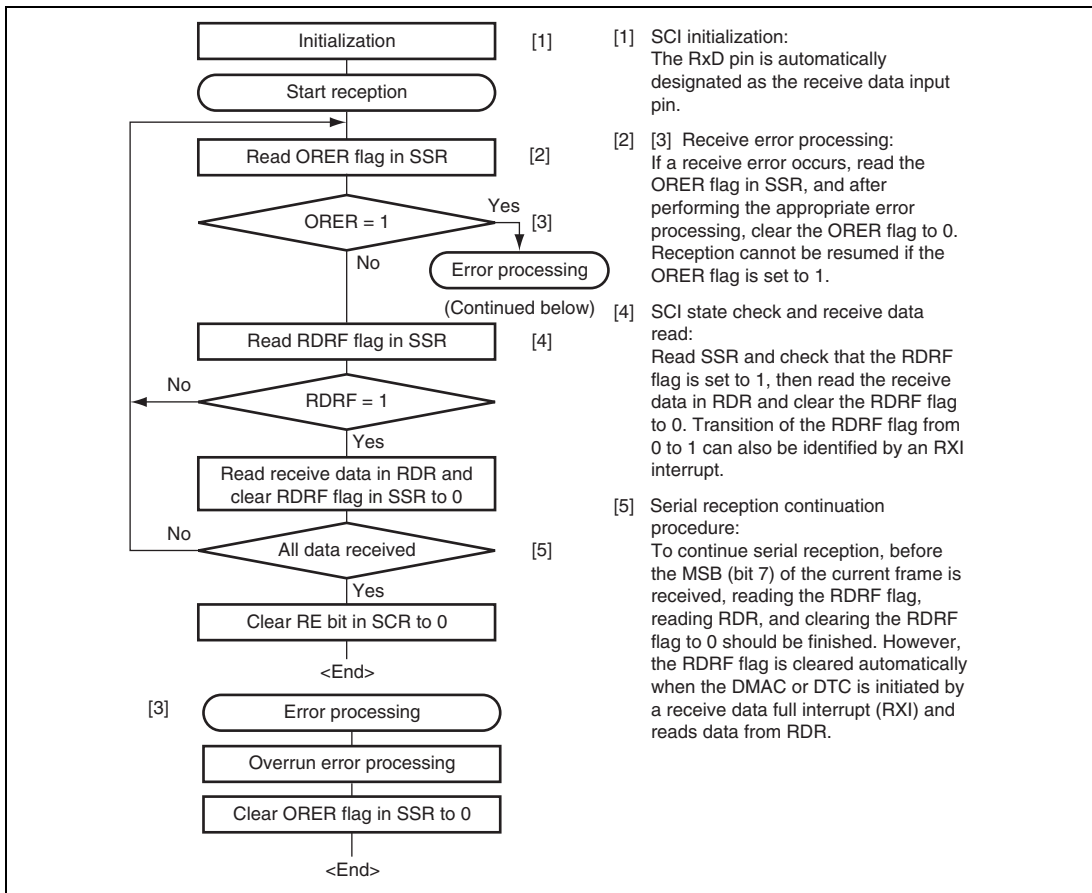 Initialization [1]
Start reception
Read ORER flag in SSR [2]
ORER = 1
Yes
[3]
No
Error processing
(Continued below)
Read RDRF flag in SSR [4]
No
RDRF = 1
Yes
Read receive data in RDR and
clear RDRF flag in SSR to 0
No
All data received [5]
Yes
Clear RE bit in SCR to 0
<End>
[3] Error processing
Overrun error processing
Clear ORER flag in SSR to 0
<End>
[1] SCI initialization:
The RxD pin is automatically
designated as the receive data input
pin.
[2] [3] Receive error processing:
If a receive error occurs, read the
ORER flag in SSR, and after
performing the appropriate error
processing, clear the ORER flag to 0.
Reception cannot be resumed if the
ORER flag is set to 1.
[4] SCI state check and receive data
read:
Read SSR and check that the RDRF
flag is set to 1, then read the receive
data in RDR and clear the RDRF flag
to 0. Transition of the RDRF flag from
0 to 1 can also be identified by an RXI
interrupt.
[5] Serial reception continuation
procedure:
To continue serial reception, before
the MSB (bit 7) of the current frame is
received, reading the RDRF flag,
reading RDR, and clearing the RDRF
flag to 0 should be finished. However,
the RDRF flag is cleared automatically
when the DMAC or DTC is initiated by
a receive data full interrupt (RXI) and
reads data from RDR.